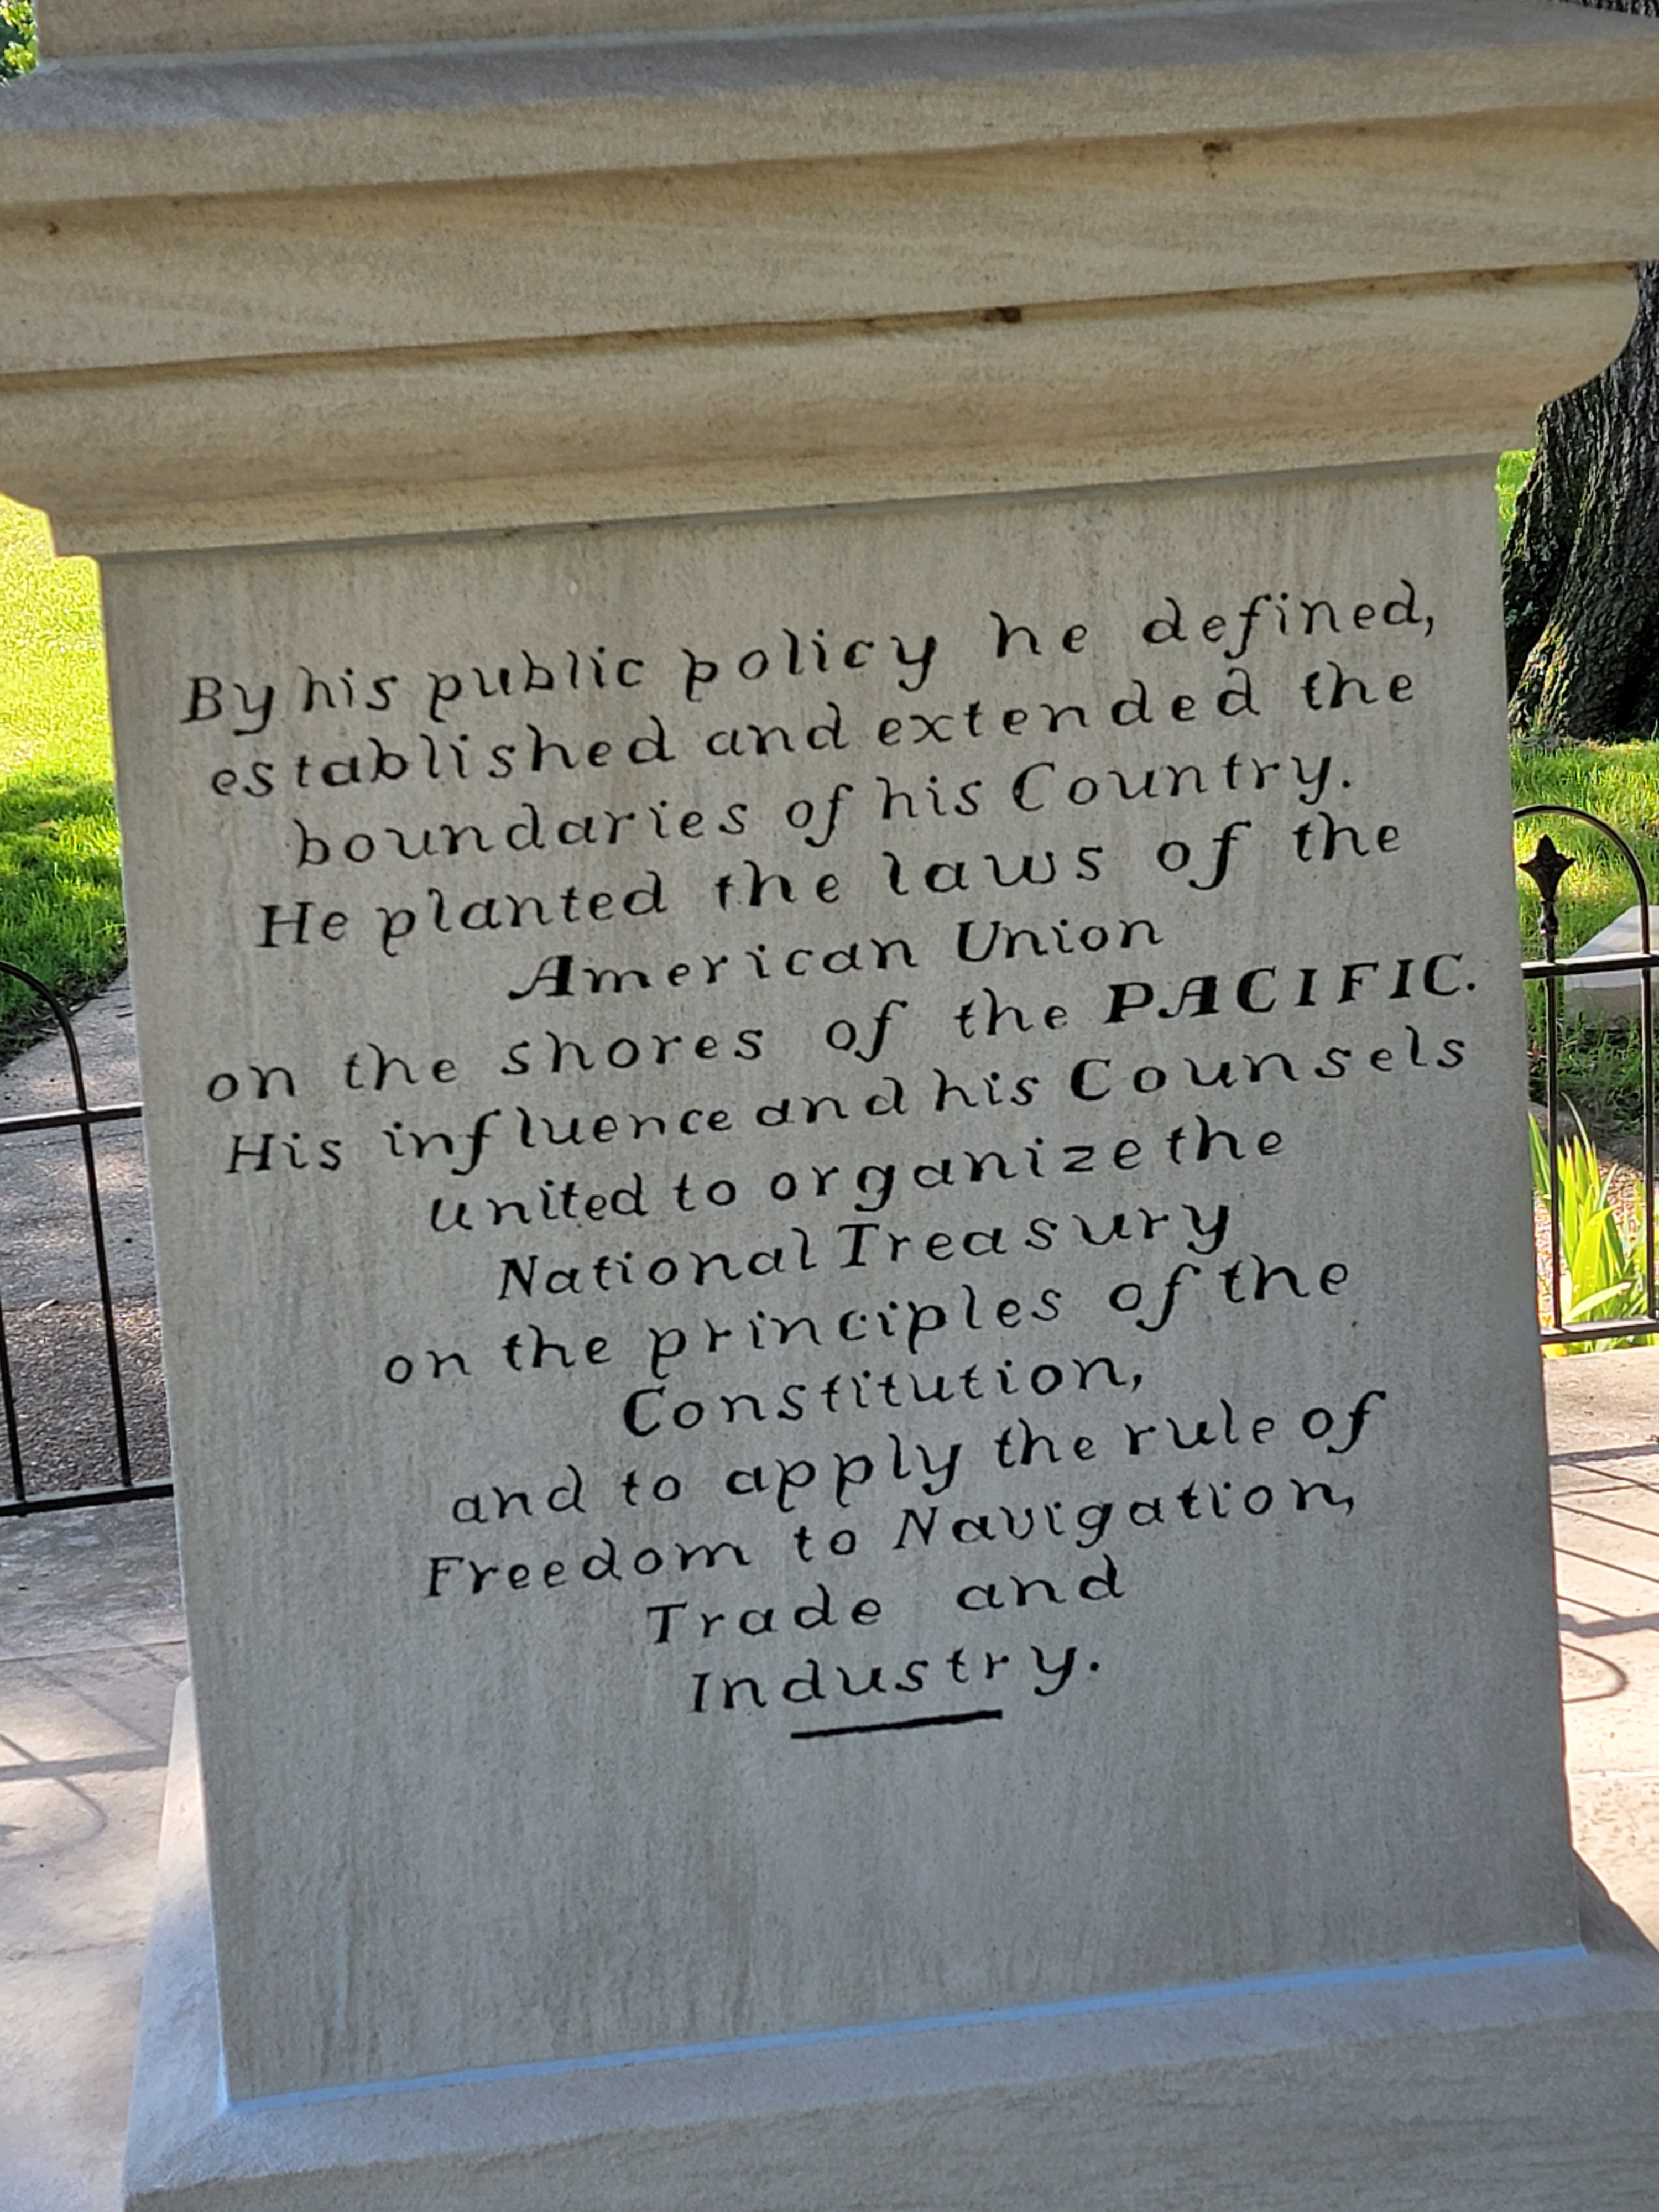 By his public policy he defined,
established and extended the
boundaries of his Country.
He planted the laws of the
American Union
on the shores of the PACIFIC.
His influence and his Counsels
united to organize the
National Treasury
on the principles of the
Constitution,
and to apply the rule of
Freedom to Navigation,
Trade and
Industry.